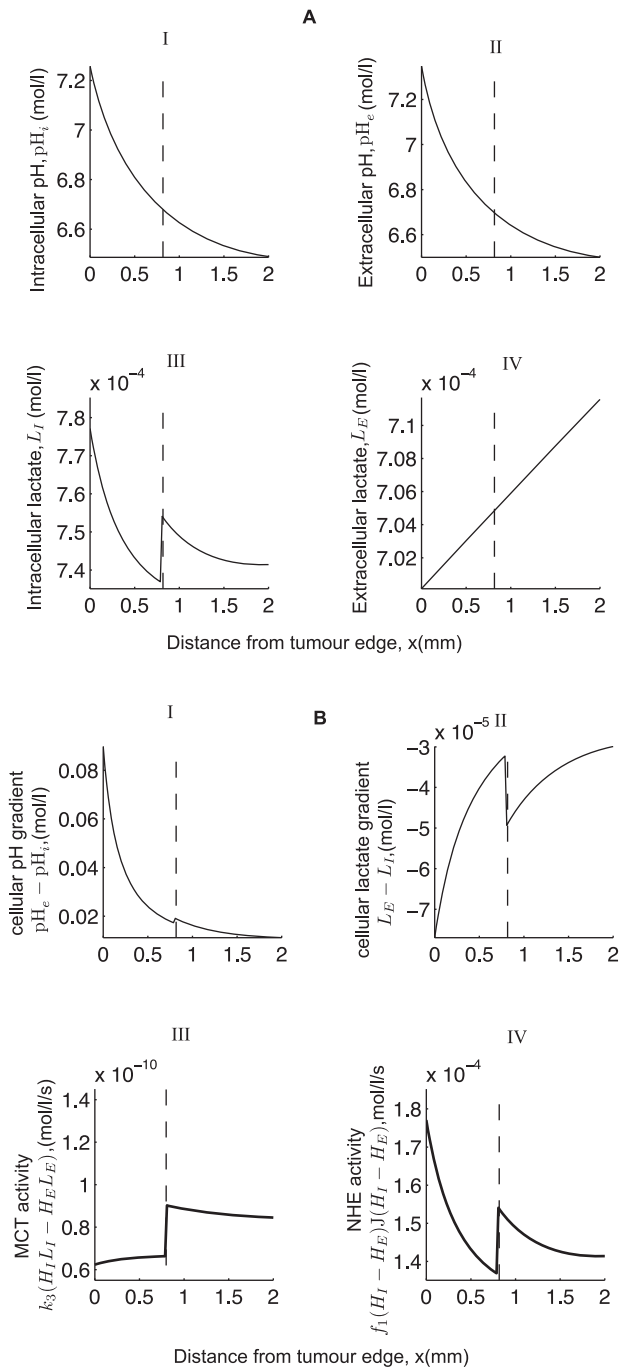 A
I
II
Intracellular pH, pH_i (mol/l)
7.2
7
6.8
6.6
0 0.5 1 1.5 2
Extracellular pH, pH_e (mol/l)
7.2
7
6.8
6.6
0 0.5 1 1.5 2
III
IV
x 10^-4
Intracellular lactate, L_I (mol/l)
7.8
7.7
7.6
7.5
7.4
0 0.5 1 1.5 2
x 10^-4
Extracellular lactate, L_E (mol/l)
7.1
7.08
7.06
7.04
7.02
0 0.5 1 1.5 2
Distance from tumour edge, x(mm)
B
I
II
cellular pH gradient
pH_e − pH_i,(mol/l)
0.08
0.06
0.04
0.02
0 0.5 1 1.5 2
x 10^-5
cellular lactate gradient
L_E − L_I,(mol/l)
−3
−4
−5
−6
−7
0 0.5 1 1.5 2
III
IV
x 10^-10
MCT activity
k_3(H_I L_I − H_E L_E),(mol/l/s)
1.4
1.2
1
0.8
0.6
0 0.5 1 1.5 2
x 10^-4
NHE activity
f_1(H_I − H_E)J(H_I − H_E),mol/l/s)
1.8
1.7
1.6
1.5
1.4
0 0.5 1 1.5 2
Distance from tumour edge, x(mm)